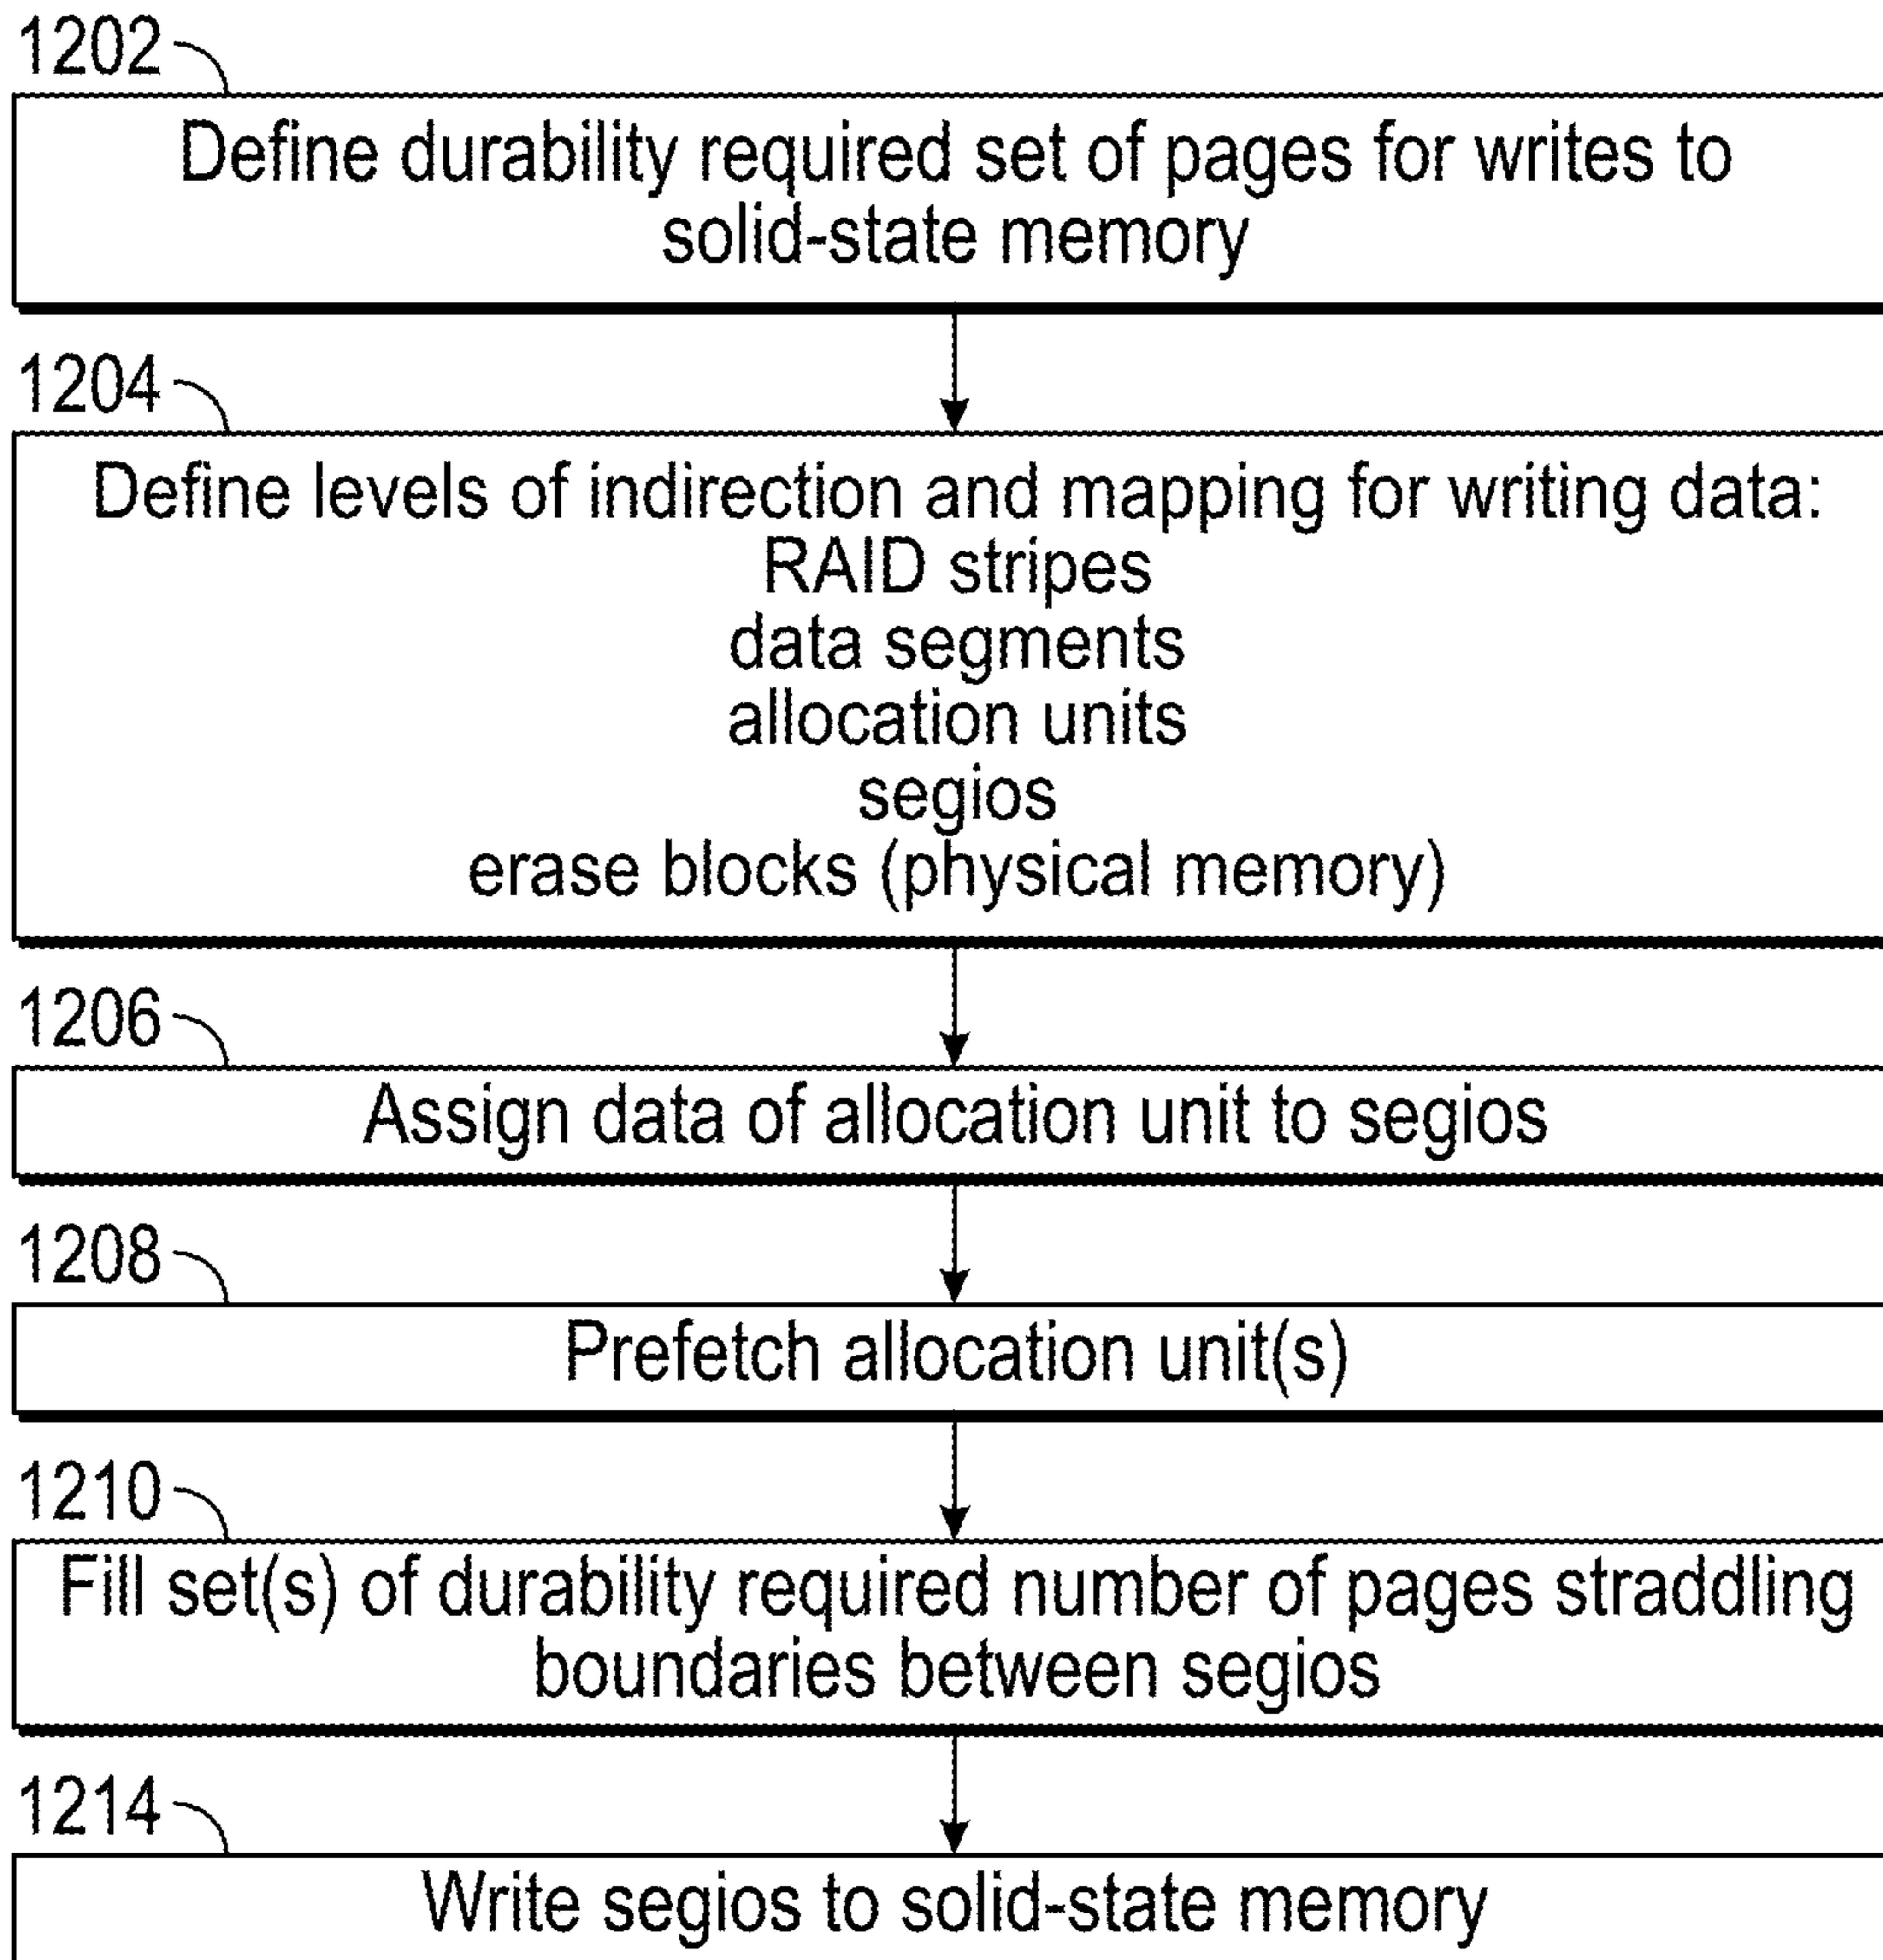 1202
Define durability required set of pages for writes to
solid-state memory
1204
Define levels of indirection and mapping for writing data:
RAID stripes
data segments
allocation units
segios
erase blocks (physical memory)
1206
Assign data of allocation unit to segios
1208
Prefetch allocation unit(s)
1210
Fill set(s) of durability required number of pages straddling
boundaries between segios
1214
Write segios to solid-state memory